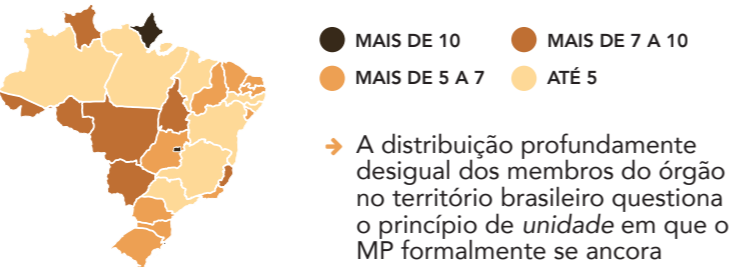 MAIS DE 10
MAIS DE 7 A 10
MAIS DE 5 A 7
ATÉ 5
→ A distribuição profundamente
desigual dos membros do órgão
no território brasileiro questiona
o princípio de unidade em que o
MP formalmente se ancora